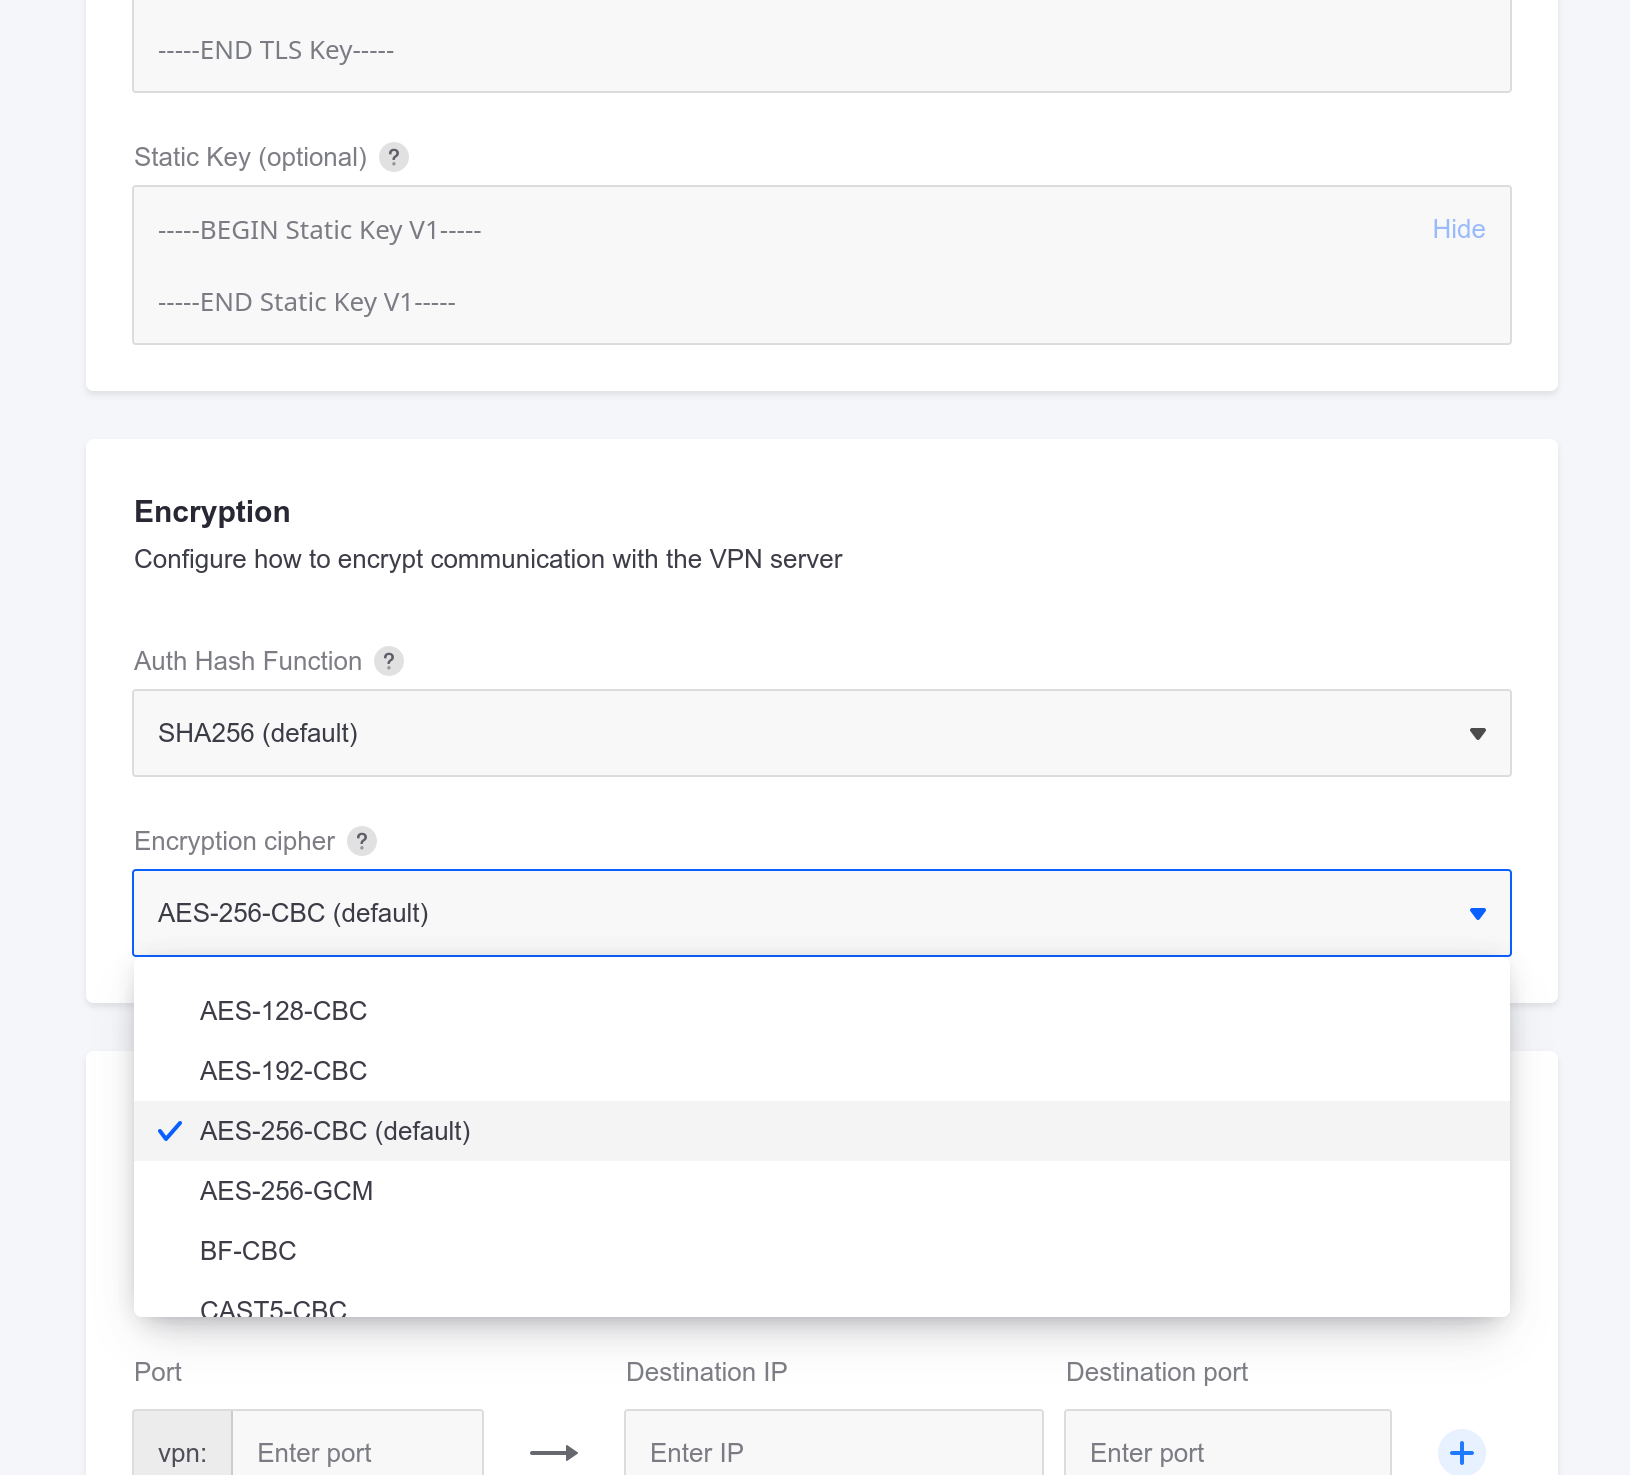 -----END TLS Key-----
Static Key (optional) ?
-----BEGIN Static Key V1-----
Hide
-----END Static Key V1-----
Encryption
Configure how to encrypt communication with the VPN server
Auth Hash Function ?
SHA256 (default)
Encryption cipher ?
AES-256-CBC (default)
AES-128-CBC
AES-192-CBC
AES-256-CBC (default)
AES-256-GCM
BF-CBC
CAST5-CBC
Port Destination IP Destination port
vpn: Enter port Enter IP Enter port